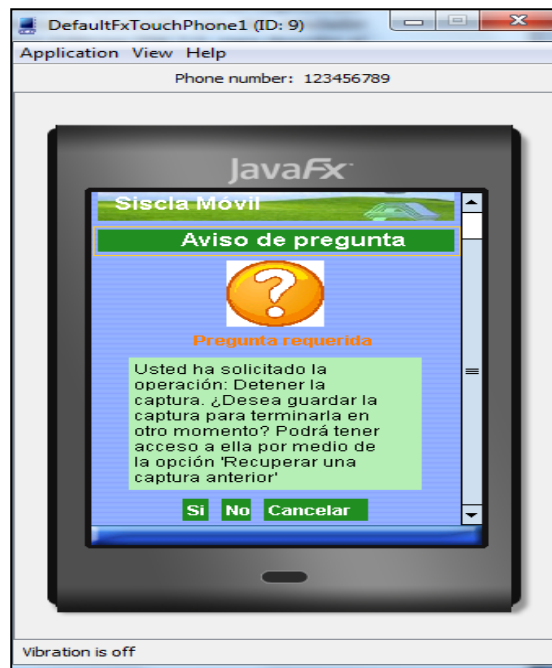 DefaultFxTouchPhone1 (ID: 9)
Application View Help
Phone number: 123456789
JavaFx
Siscla Móvil
Aviso de pregunta
Pregunta requerida
Usted ha solicitado la
operación: Detener la
captura. ¿Desea guardar la
captura para terminarla en
otro momento? Podrá tener
acceso a ella por medio de
la opción 'Recuperar una
captura anterior'
Si No Cancelar
Vibration is off